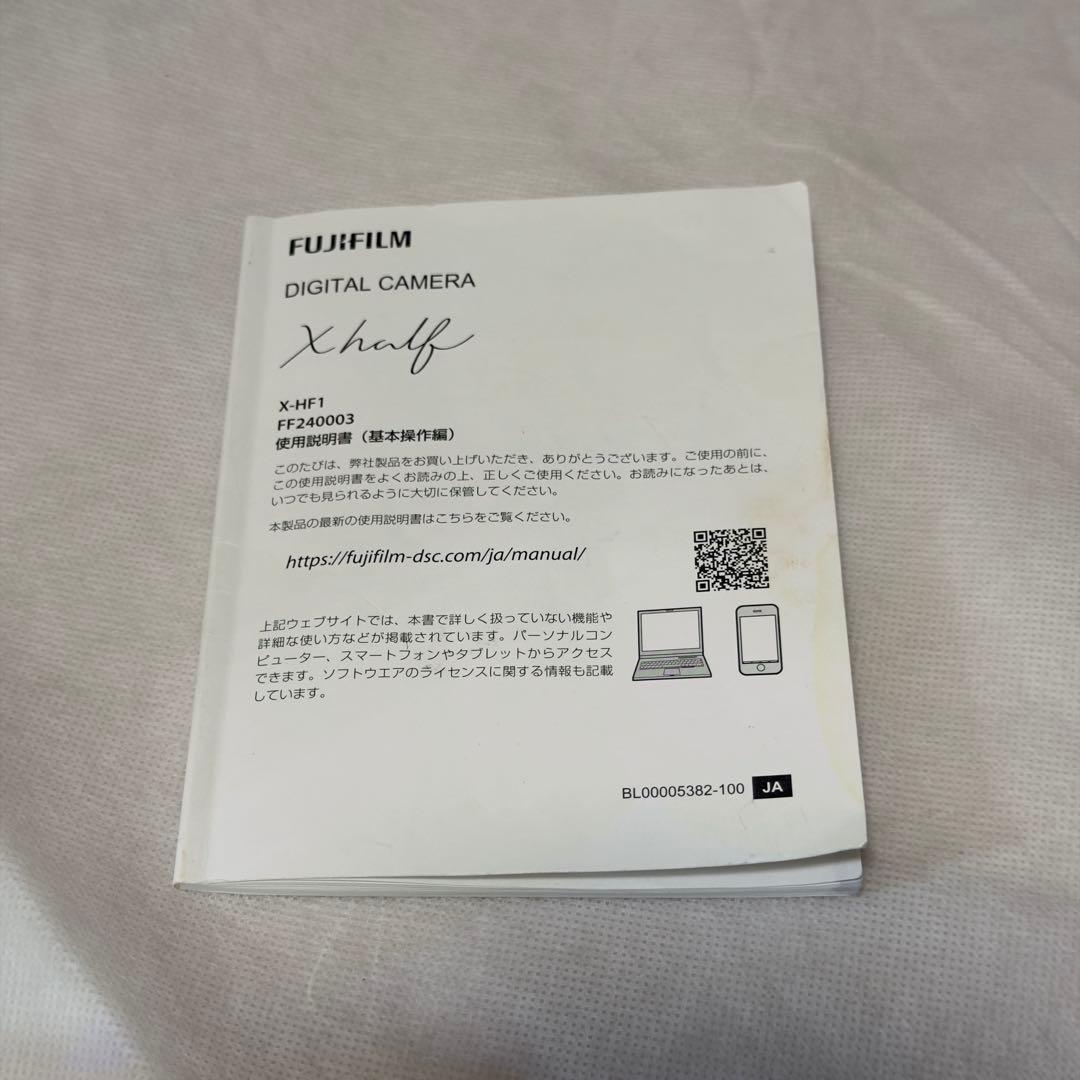 FUJIFILM
DIGITAL CAMERA
X half
X-HF1
FF240003
使用説明書（基本操作編）
このたびは、弊社製品をお買い上げいただき、ありがとうございます。ご使用の前に、
この使用説明書をよくお読みの上、正しくご使用ください。お読みになったあとは、
いつでも見られるように大切に保管してください。
本製品の最新の使用説明書はこちらをご覧ください。
https://fujifilm-dsc.com/ja/manual/
上記ウェブサイトでは、本書で詳しく扱っていない機能や
詳細な使い方などが掲載されています。パーソナルコン
ピューター、スマートフォンやタブレットからアクセス
できます。ソフトウエアのライセンスに関する情報も記載
しています。
BL00005382-100 JA